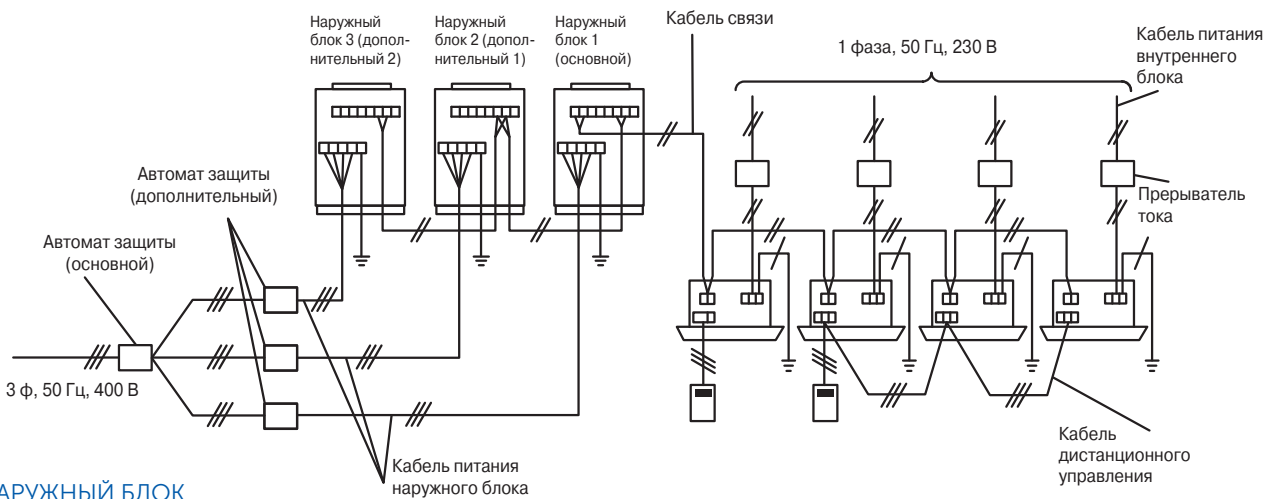 Наружный
блок 3 (допол-
нительный 2)
Наружный
блок 2 (допол-
нительный 1)
Наружный
блок 1
(основной)
Кабель связи
1 фаза, 50 Гц, 230 В
Кабель питания
внутреннего
блока
Автомат защиты
(дополнительный)
Прерыватель
тока
Автомат защиты
(основной)
3 ф, 50 Гц, 400 В
Кабель питания
наружного блока
Кабель
дистанционного
управления
АРУЖНЫЙ БЛОК